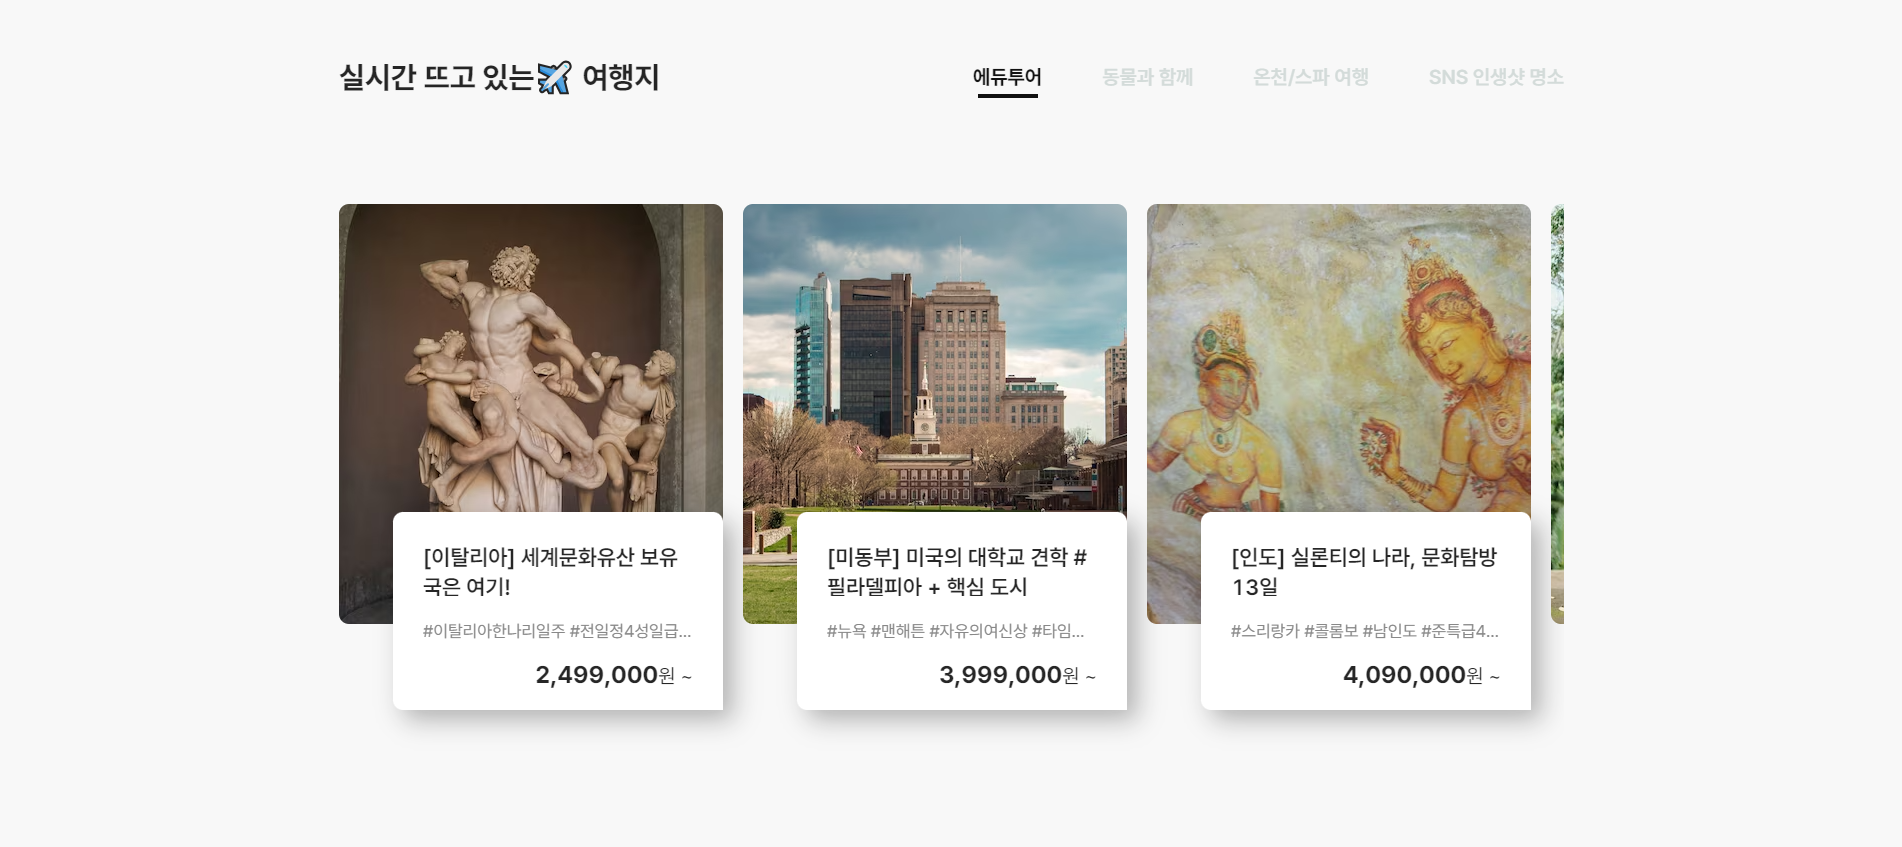 실시간 뜨고 있는✈️ 여행지
에듀투어
동물과 함께
온천/스파 여행
SNS 인생샷 명소
[이탈리아] 세계문화유산 보유
국은 여기!
#이탈리아한나리일주 #전일정4성일급...
2,499,000원 ~
[미동부] 미국의 대학교 견학 #
필라델피아 + 핵심 도시
#뉴욕 #맨해튼 #자유의여신상 #타임...
3,999,000원 ~
[인도] 실론티의 나라, 문화탐방
13일
#스리랑카 #콜롬보 #남인도 #준특급4...
4,090,000원 ~